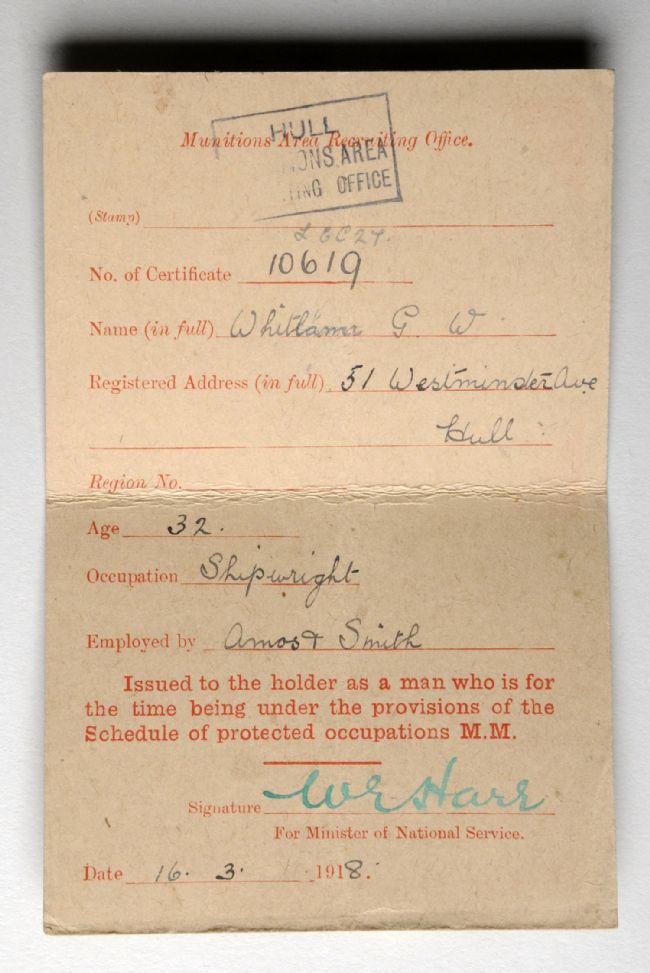 HULL
Munitions Area Recruiting Office.
IONS AREA
ING OFFICE
(Stamp)
No. of Certificate 10619
Name (in full) G. W.
Registered Address (in full) 51 Westminster Ave
Hull
Region No.
Age 32.
Occupation Shipwright
Employed by Amos & Smith
Issued to the holder as a man who is for
the time being under the provisions of the
Schedule of protected occupations M.M.
Signature
For Minister of National Service.
Date 16. 3. 1918.